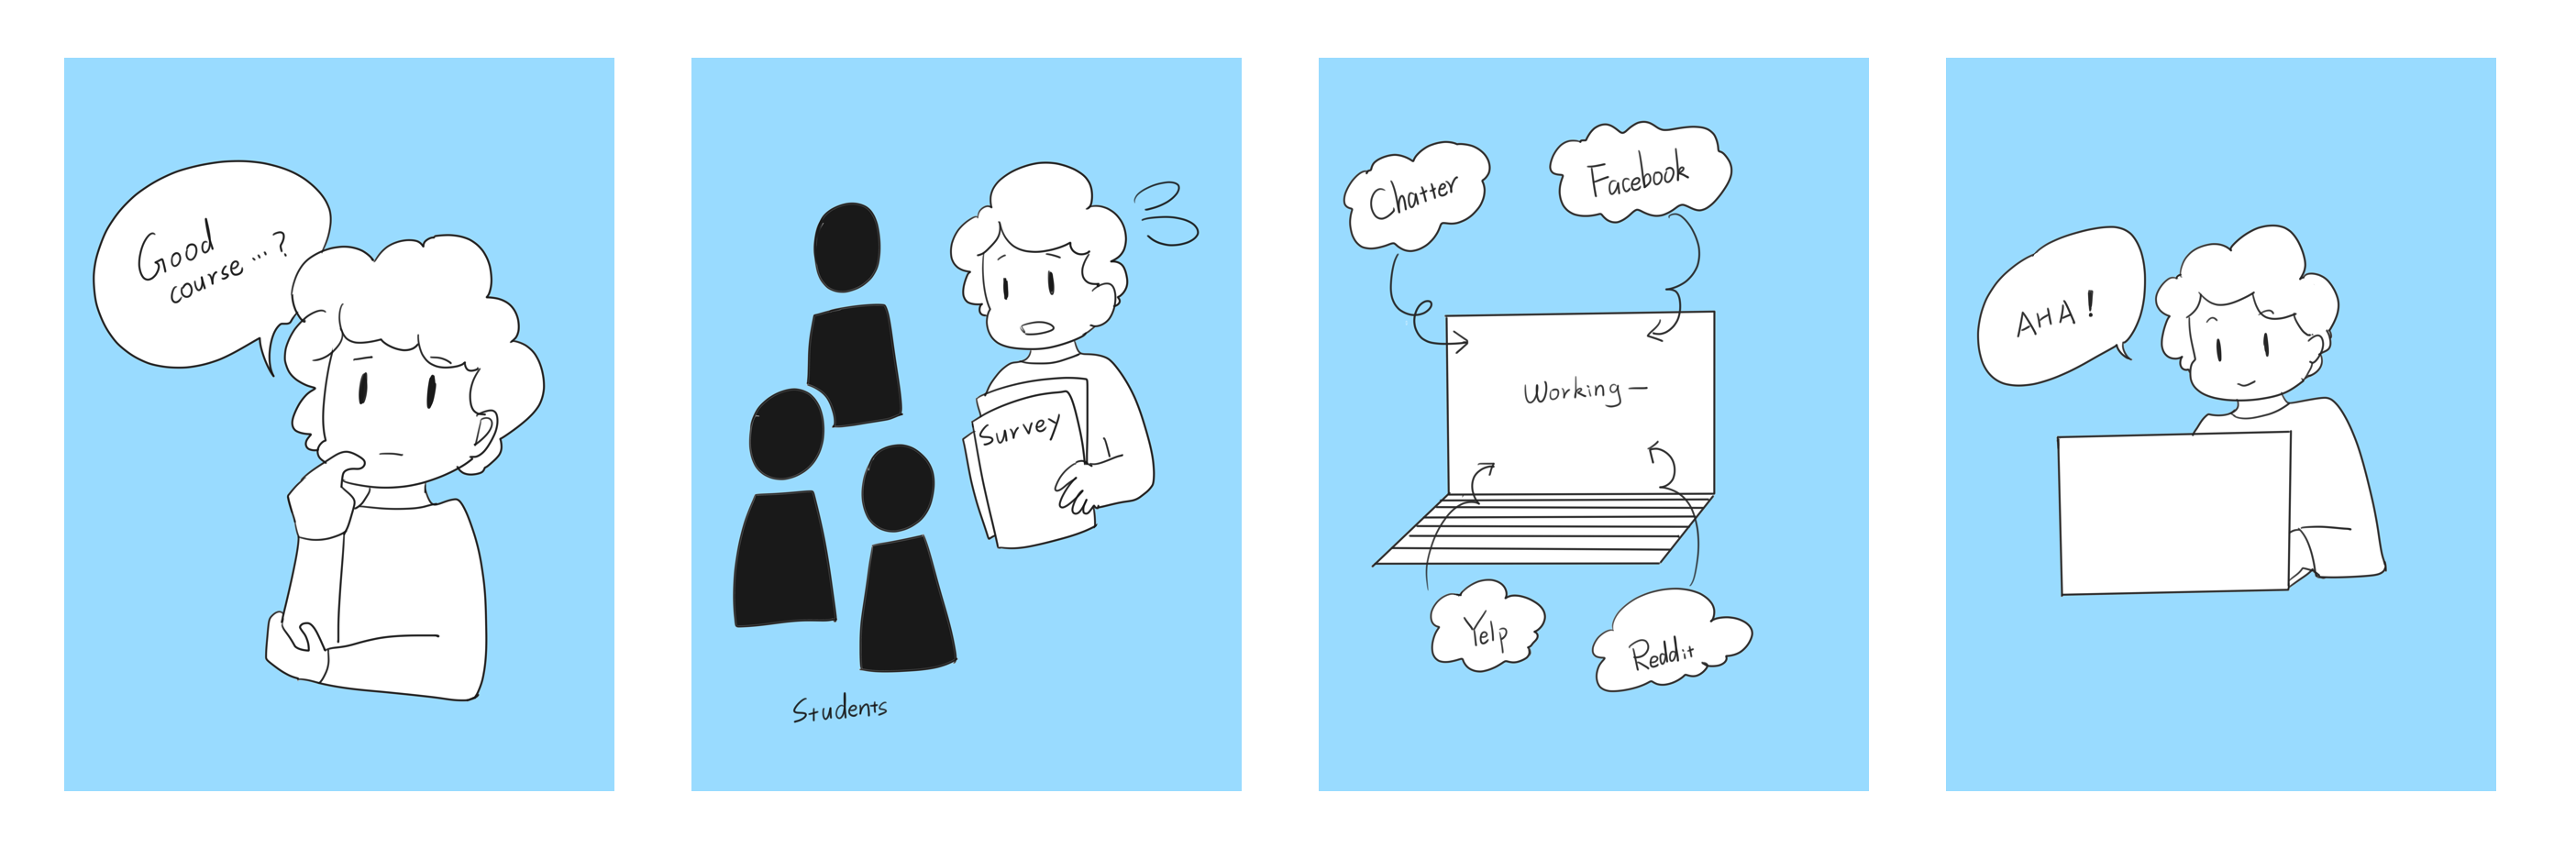 Good
course...?
Survey
Students
Chatter
Facebook
Working—
Yelp
Reddit
AHA!